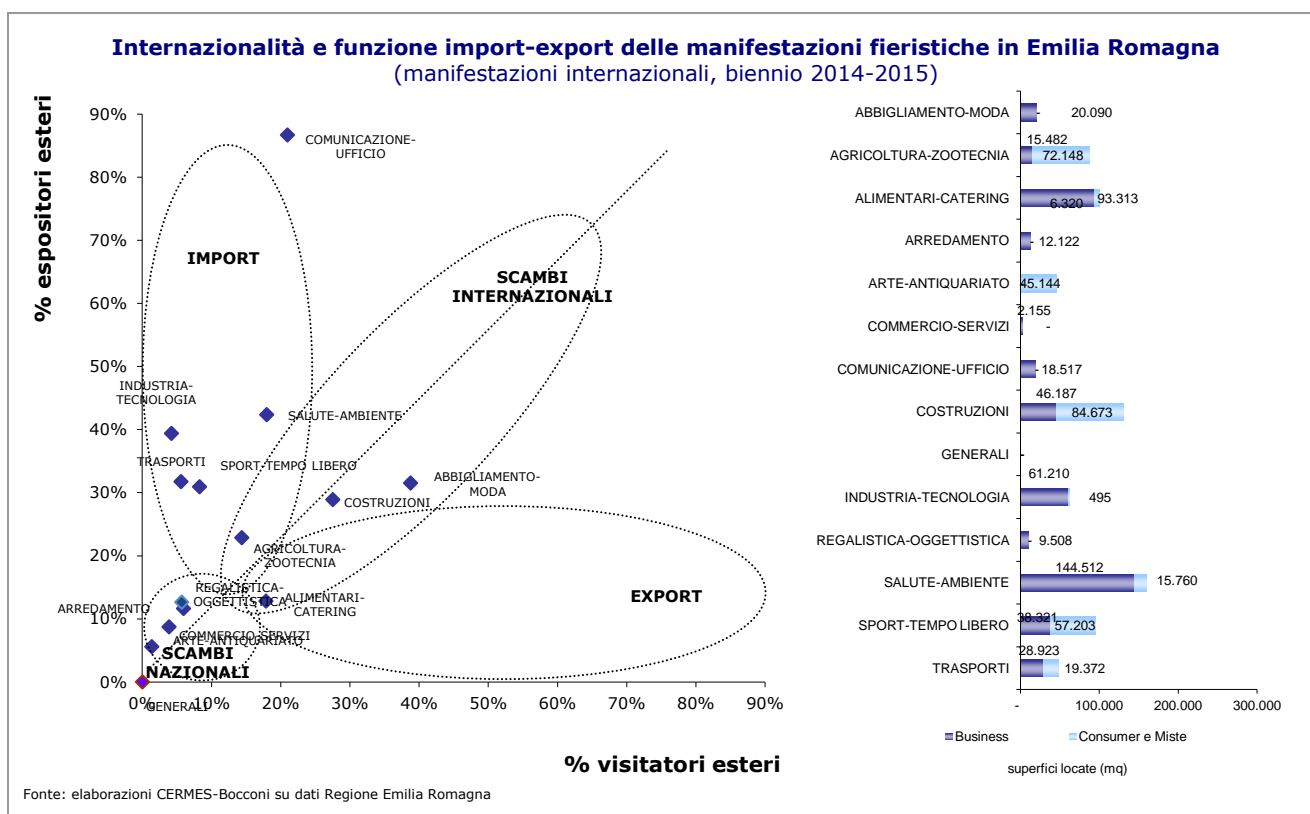 Internazionalità e funzione import-export delle manifestazioni fieristiche in Emilia Romagna
(manifestazioni internazionali, biennio 2014-2015)
% espositori esteri
90%
80%
70%
60%
50%
40%
30%
20%
10%
0%
COMUNICAZIONE-
UFFICIO
IMPORT
SCAMBI
INTERNAZIONALI
INDUSTRIA-
TECNOLOGIA
SALUTE-AMBIENTE
TRASPORTI
SPORT-TEMPO LIBERO
ABBIGLIAMENTO-
MODA
COSTRUZIONI
AGRICOLTURA-
ZOOTECNIA
REGALISTICA-
OGGETTISTICA
ALIMENTARI-
CATERING
EXPORT
ARREDAMENTO
COMMERCIO-SERVIZI
ARTE-ANTIQUARIATO
SCAMBI
NAZIONALI
GENERALI
0% 10% 20% 30% 40% 50% 60% 70% 80% 90%
% visitatori esteri
ABBIGLIAMENTO-MODA - 20.090
15.482
AGRICOLTURA-ZOOTECNIA 72.148
ALIMENTARI-CATERING 6.320 93.313
ARREDAMENTO - 12.122
ARTE-ANTIQUARIATO 45.144
2.155
COMMERCIO-SERVIZI -
COMUNICAZIONE-UFFICIO - 18.517
46.187
COSTRUZIONI 84.673
GENERALI -
61.210
INDUSTRIA-TECNOLOGIA 495
REGALISTICA-OGGETTISTICA - 9.508
144.512
SALUTE-AMBIENTE 15.760
38.321
SPORT-TEMPO LIBERO 57.203
28.923
TRASPORTI 19.372
- 100.000 200.000 300.000
Business Consumer e Miste
superfici locate (mq)
Fonte: elaborazioni CERMES-Bocconi su dati Regione Emilia Romagna